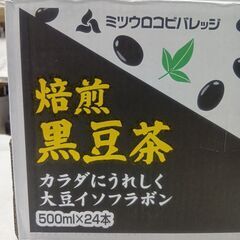 ミツウロコビバレッジ
焙煎
黒豆茶
カラダにうれしく
大豆イソフラボン
500ml×24本